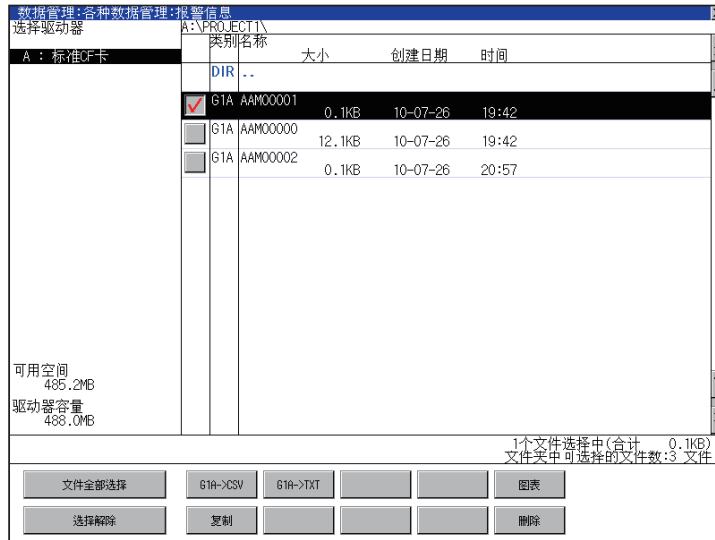 数据管理:各种数据管理:报警信息
选择驱动器
A:\PROJECT1\
A : 标准CF卡
类别 名称
大小 创建日期 时间
DIR ..
G1A AAM00001
0.1KB 10-07-26 19:42
G1A AAM00000
12.1KB 10-07-26 19:42
G1A AAM00002
0.1KB 10-07-26 20:57
可用空间
485.2MB
驱动器容量
488.0MB
1个文件选择中(合计 0.1KB)
文件夹中可选择的文件数:3 文件
文件全部选择 G1A->CSV G1A->TXT 图表
选择解除 复制 删除